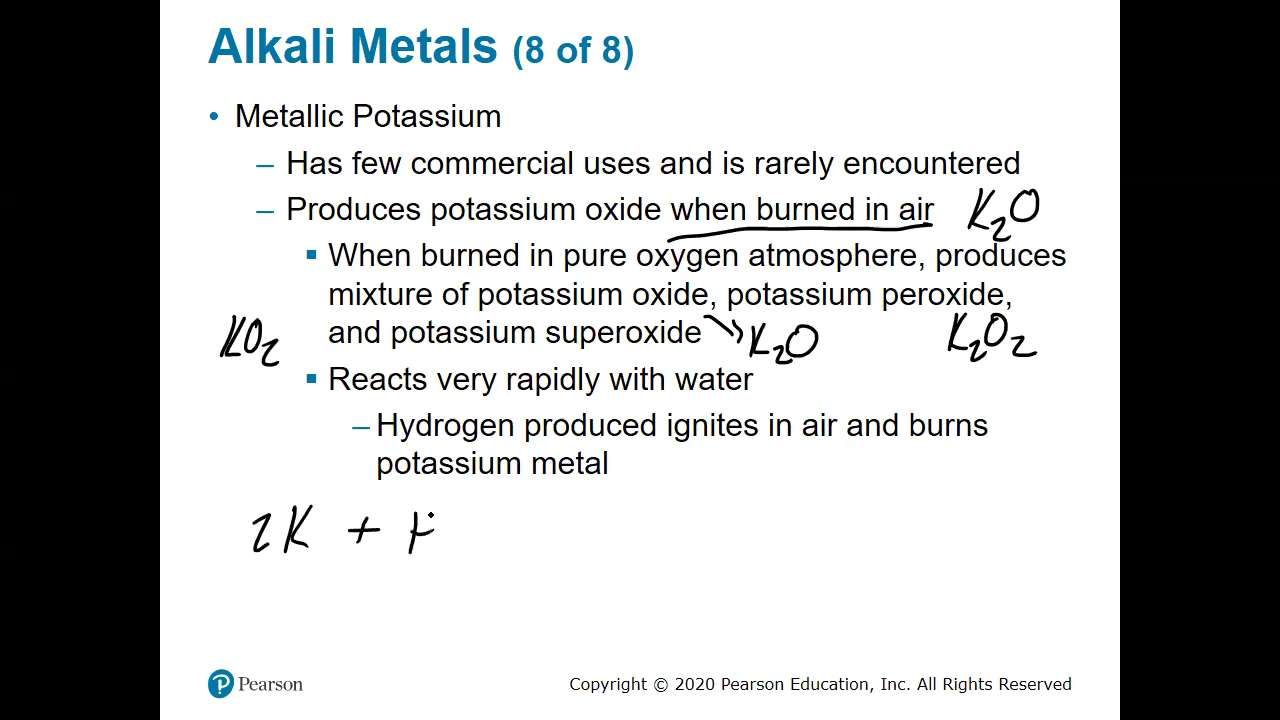 Alkali Metals (8 of 8)
• Metallic Potassium
– Has few commercial uses and is rarely encountered
– Produces potassium oxide when burned in air K₂O
▪ When burned in pure oxygen atmosphere, produces
mixture of potassium oxide, potassium peroxide,
KO₂ and potassium superoxide K₂O K₂O₂
▪ Reacts very rapidly with water
– Hydrogen produced ignites in air and burns
potassium metal
2K +
Pearson
Copyright © 2020 Pearson Education, Inc. All Rights Reserved